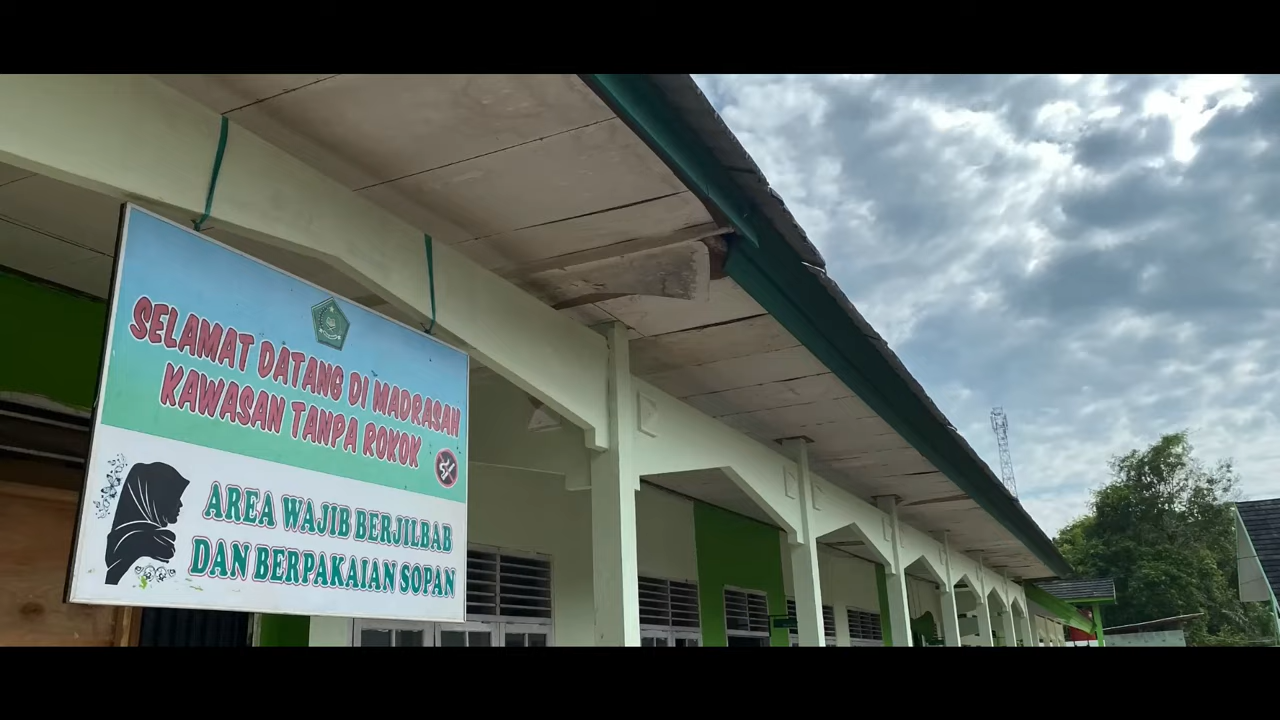 SELAMAT DATANG DI MADRASAH
KAWASAN TANPA ROKOK
AREA WAJIB BERJILBAB
DAN BERPAKAIAN SOPAN